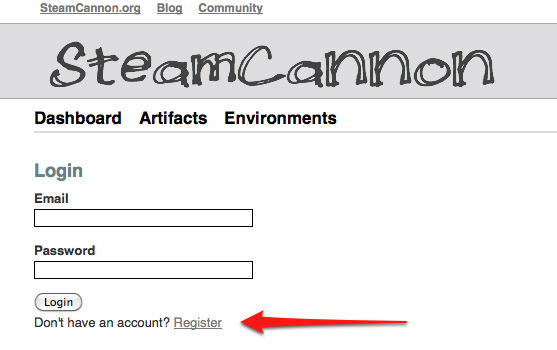 SteamCannon.org Blog Community
SteamCannon
Dashboard Artifacts Environments
Login
Email
Password
Login
Don't have an account? Register